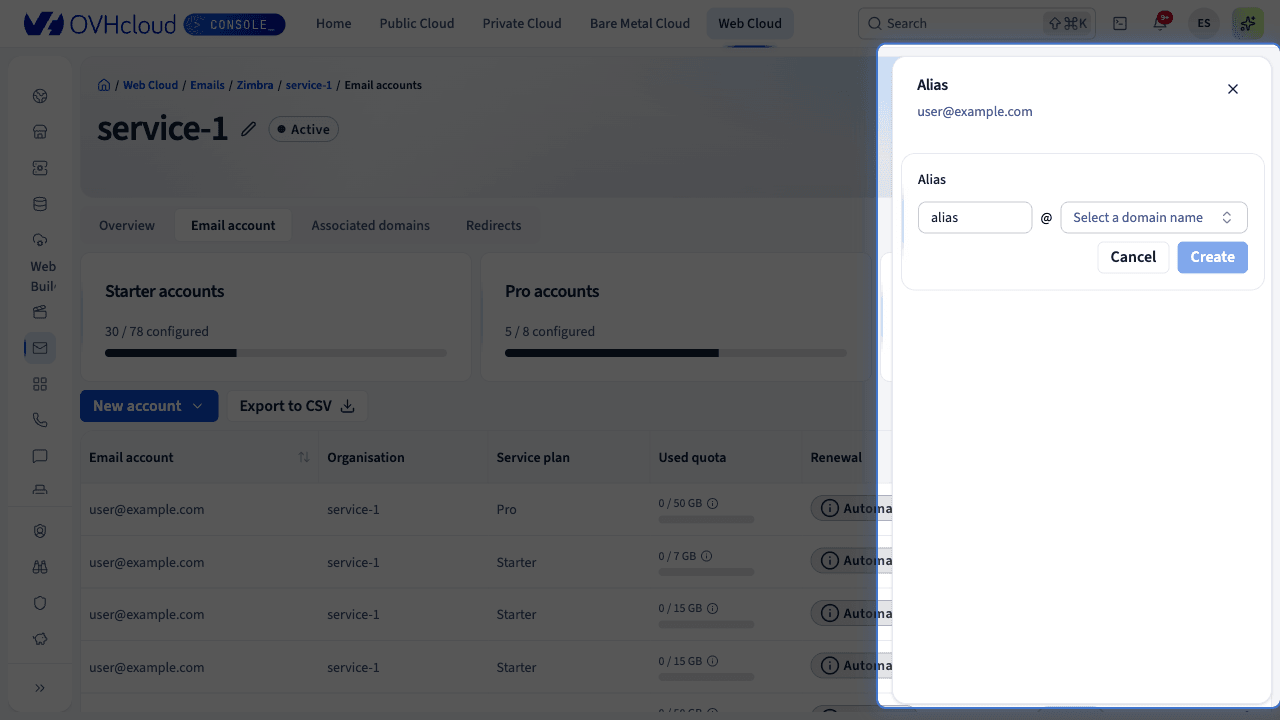 OVHcloud CONSOLE_ Home Public Cloud Private Cloud Bare Metal Cloud Web Cloud Search ⇧⌘K 9+ ES
/ Web Cloud / Emails / Zimbra / service-1 / Email accounts
service-1 Active
Overview Email account Associated domains Redirects
Web
Buil
Starter accounts
30 / 78 configured
Pro accounts
5 / 8 configured
New account Export to CSV
Email account Organisation Service plan Used quota Renewal
user@example.com service-1 Pro 0 / 50 GB Automa
user@example.com service-1 Starter 0 / 7 GB Automa
user@example.com service-1 Starter 0 / 15 GB Automa
user@example.com service-1 Starter 0 / 15 GB Automa
Alias
user@example.com
Alias
alias @ Select a domain name
Cancel Create